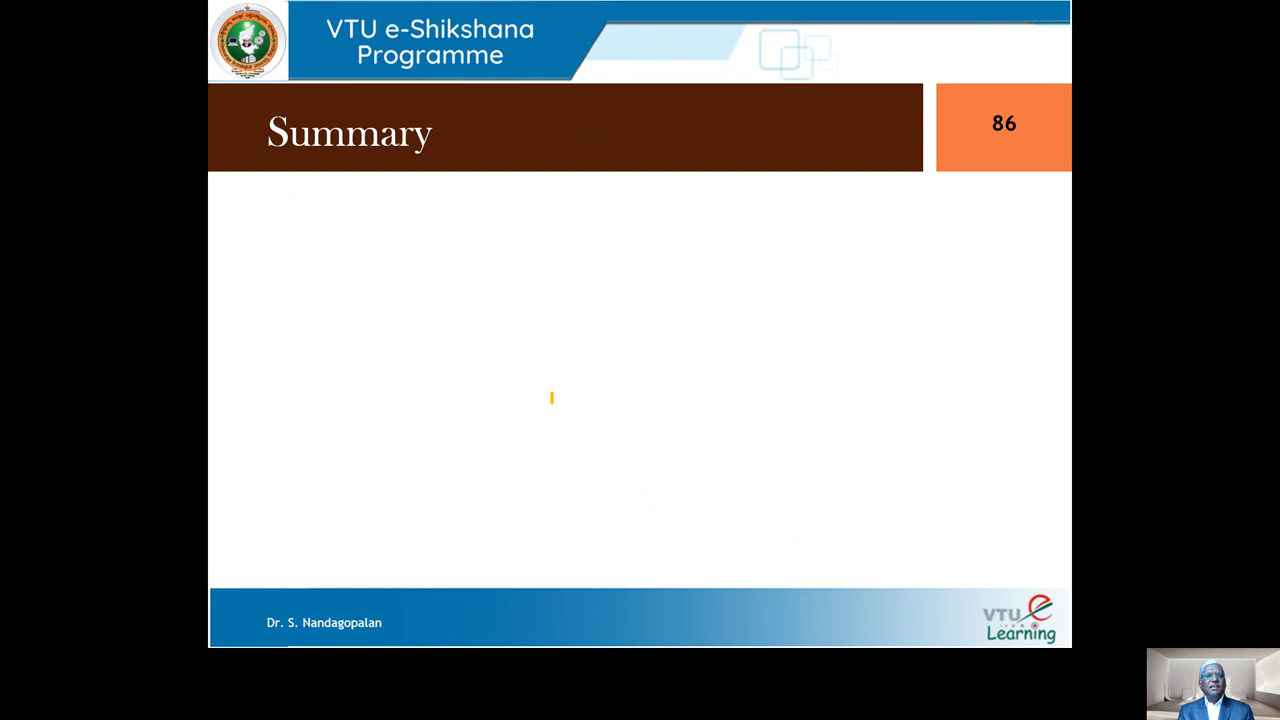 VTU e-Shikshana
Programme
Summary
86
Dr. S. Nandagopalan
VTU e
Learning